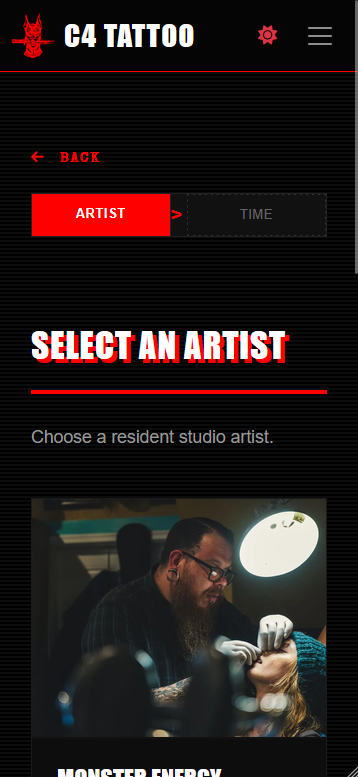 C4 TATTOO
← BACK
ARTIST > TIME
SELECT AN ARTIST
Choose a resident studio artist.
MONSTER ENERGY